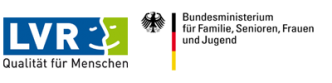 LVR
Qualität für Menschen
Bundesministerium
für Familie, Senioren, Frauen
und Jugend